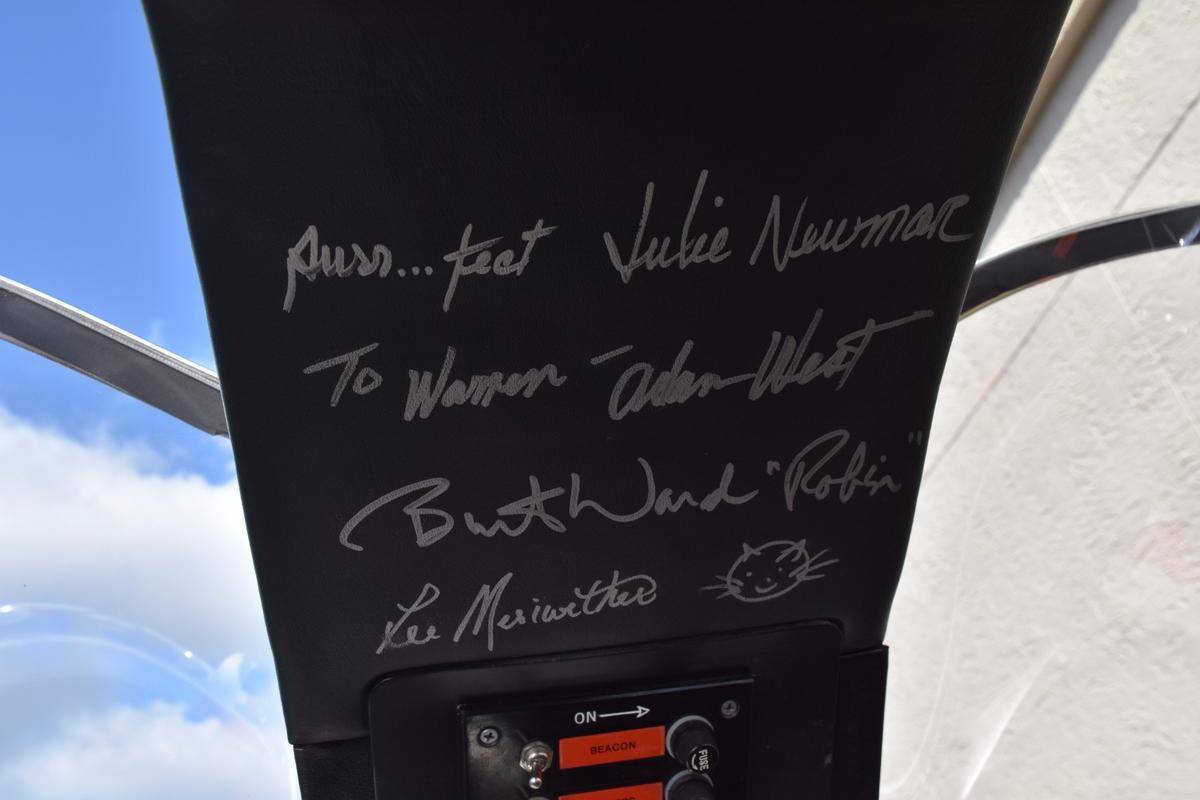 Purr... fect Julie Newmar
To Warren - Adam West
Burt Ward "Robin"
Lee Meriwether
ON
BEACON
FUSE